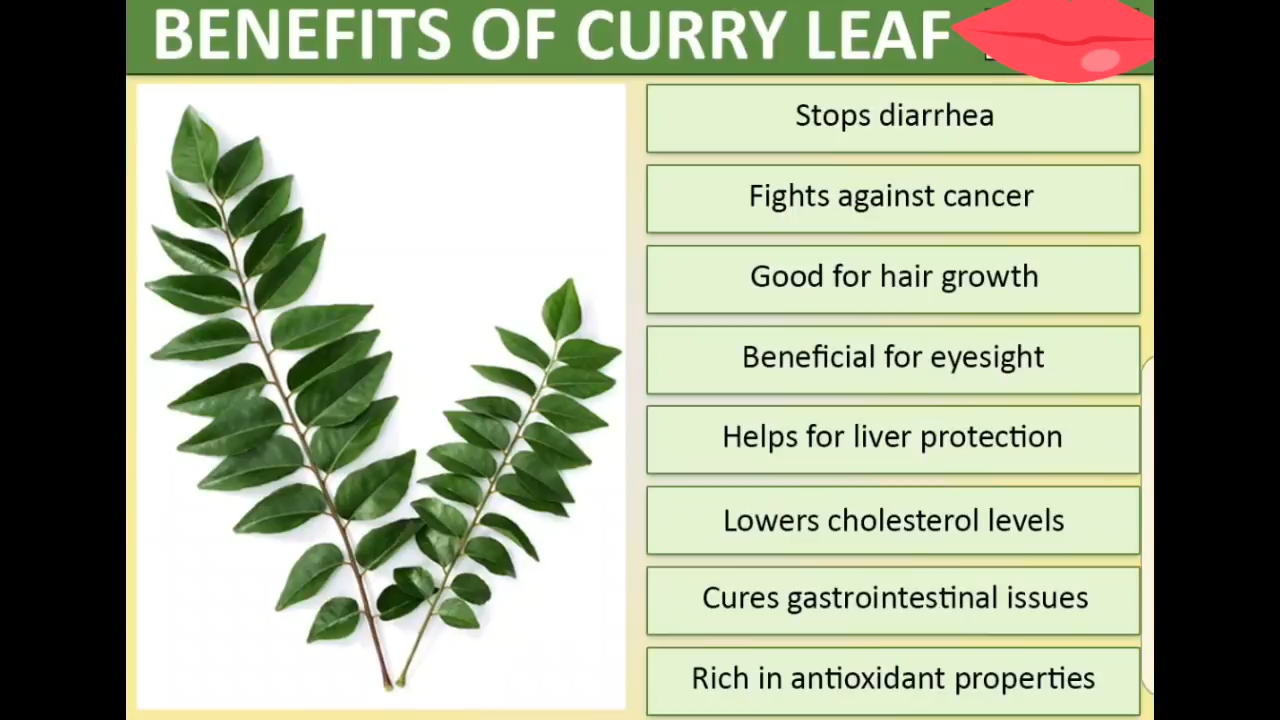 BENEFITS OF CURRY LEAF
Stops diarrhea
Fights against cancer
Good for hair growth
Beneficial for eyesight
Helps for liver protection
Lowers cholesterol levels
Cures gastrointestinal issues
Rich in antioxidant properties